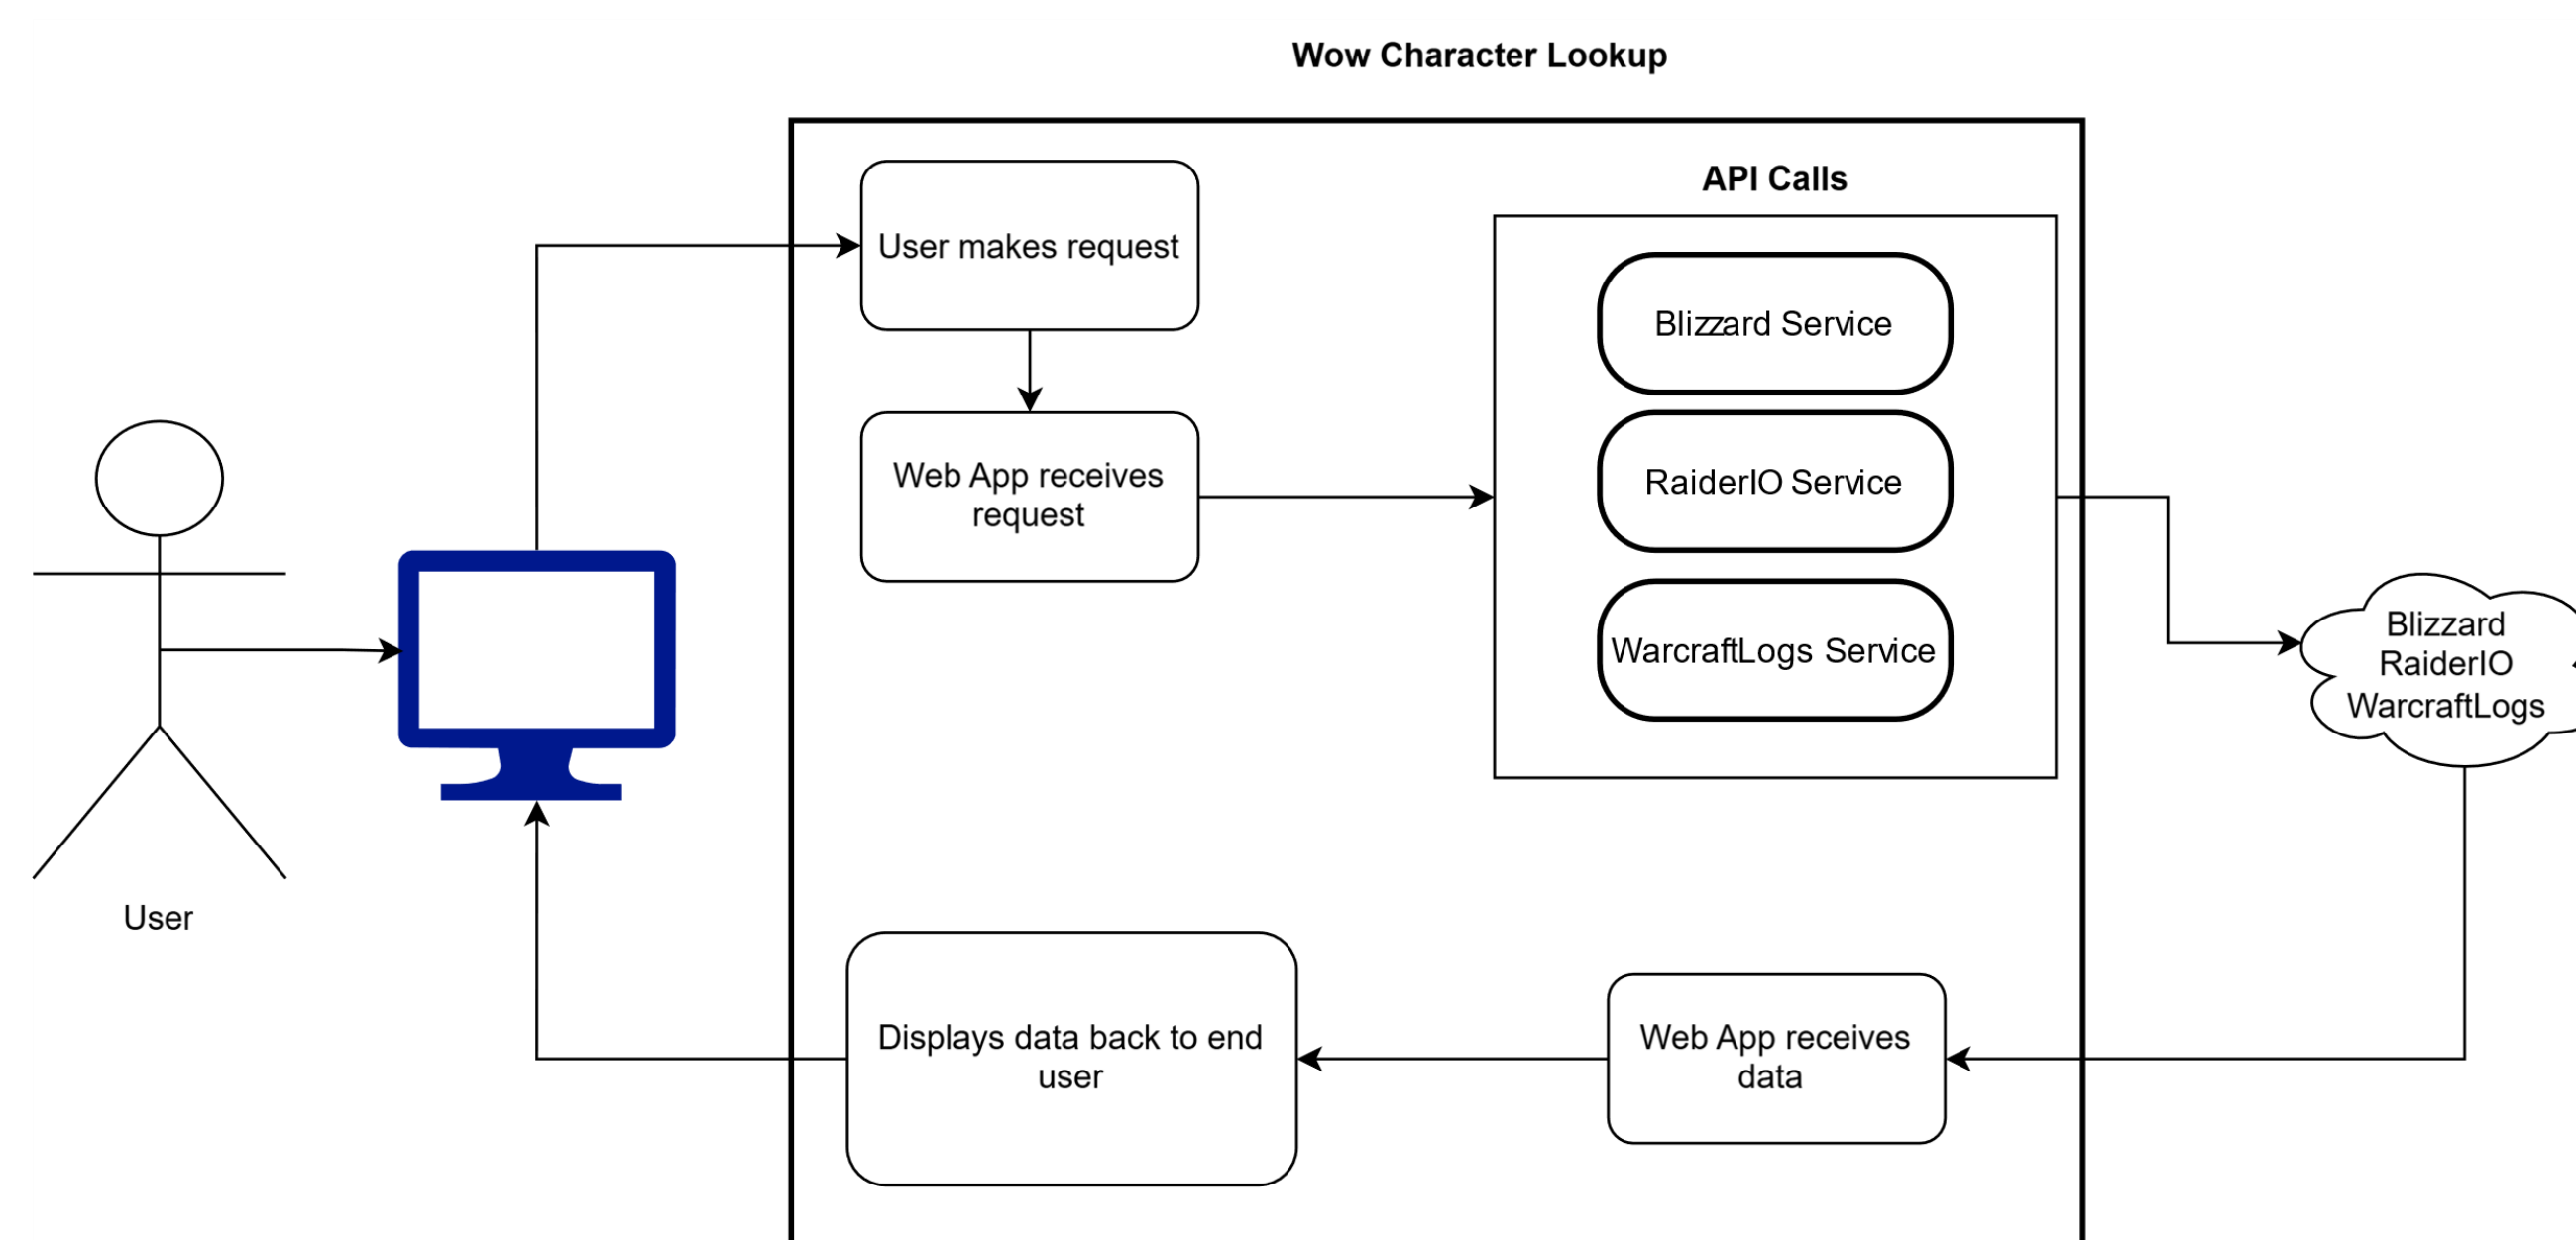 Wow Character Lookup
API Calls
User makes request
Blizzard Service
Web App receives
request
RaiderIO Service
WarcraftLogs Service
Blizzard
RaiderIO
WarcraftLogs
User
Displays data back to end
user
Web App receives
data